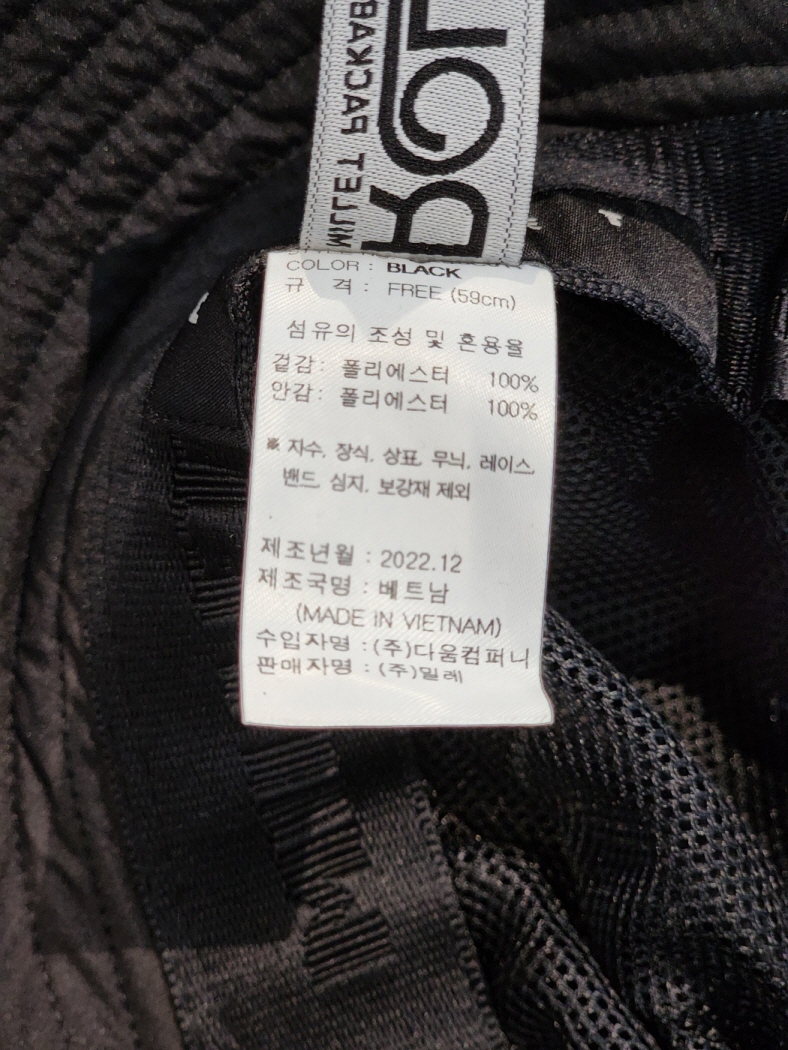 MILLET PACKAB
ROL
COLOR : BLACK
규 격 : FREE (59cm)
섬유의 조성 및 혼용율
겉감: 폴리에스터 100%
안감: 폴리에스터 100%
※ 자수, 장식, 상표, 무늬, 레이스,
밴드, 심지, 보강재 제외
제조년월 : 2022.12
제조국명 : 베트남
(MADE IN VIETNAM)
수입자명 : (주)다움컴퍼니
판매자명 : (주)밀레